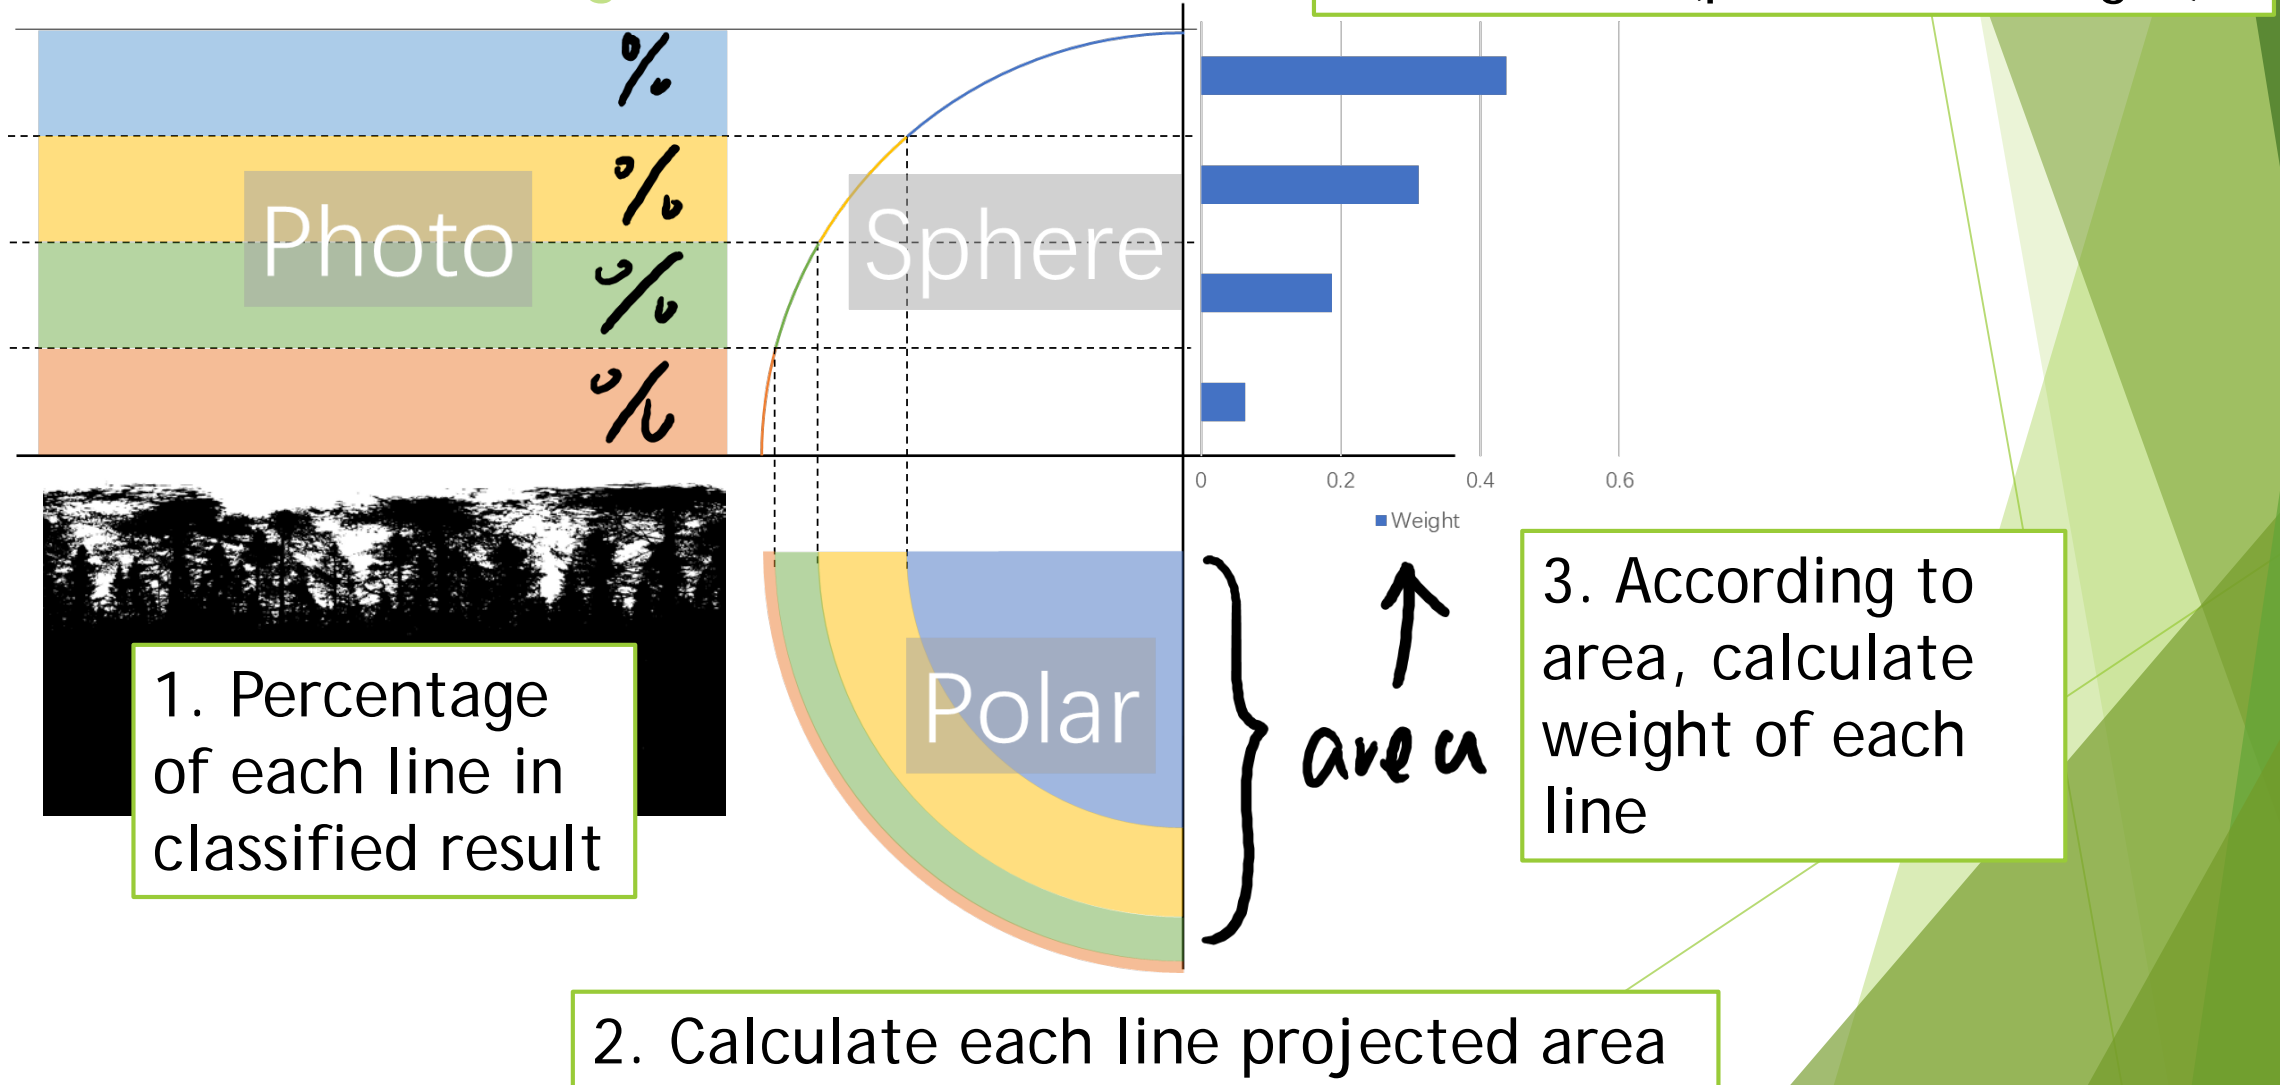 %
%
Photo
%
%
Sphere
0 0.2 0.4 0.6
Weight
1. Percentage
of each line in
classified result
Polar
area
3. According to
area, calculate
weight of each
line
2. Calculate each line projected area